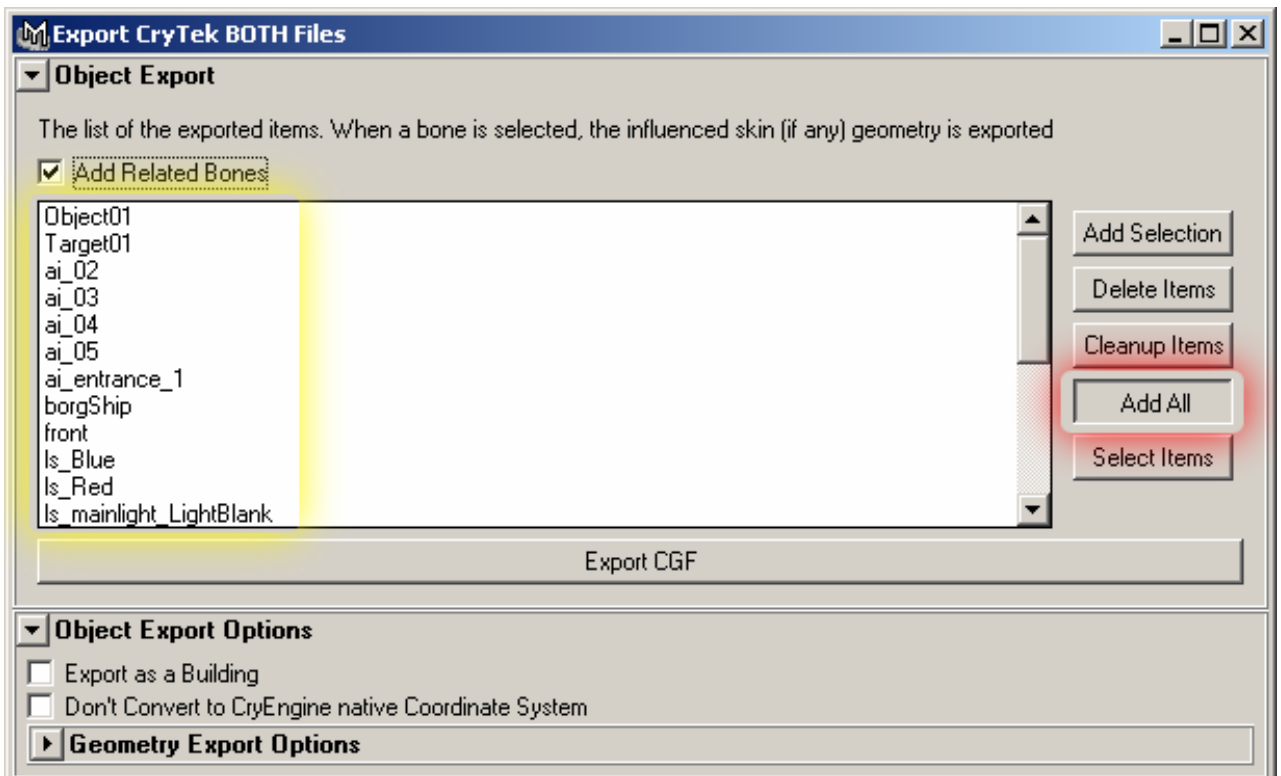 Export CryTek BOTH Files
Object Export
The list of the exported items. When a bone is selected, the influenced skin (if any) geometry is exported
Add Related Bones
Object01
Target01
ai_02
ai_03
ai_04
ai_05
ai_entrance_1
borgShip
front
ls_Blue
ls_Red
ls_mainlight_LightBlank
Add Selection
Delete Items
Cleanup Items
Add All
Select Items
Export CGF
Object Export Options
Export as a Building
Don't Convert to CryEngine native Coordinate System
Geometry Export Options